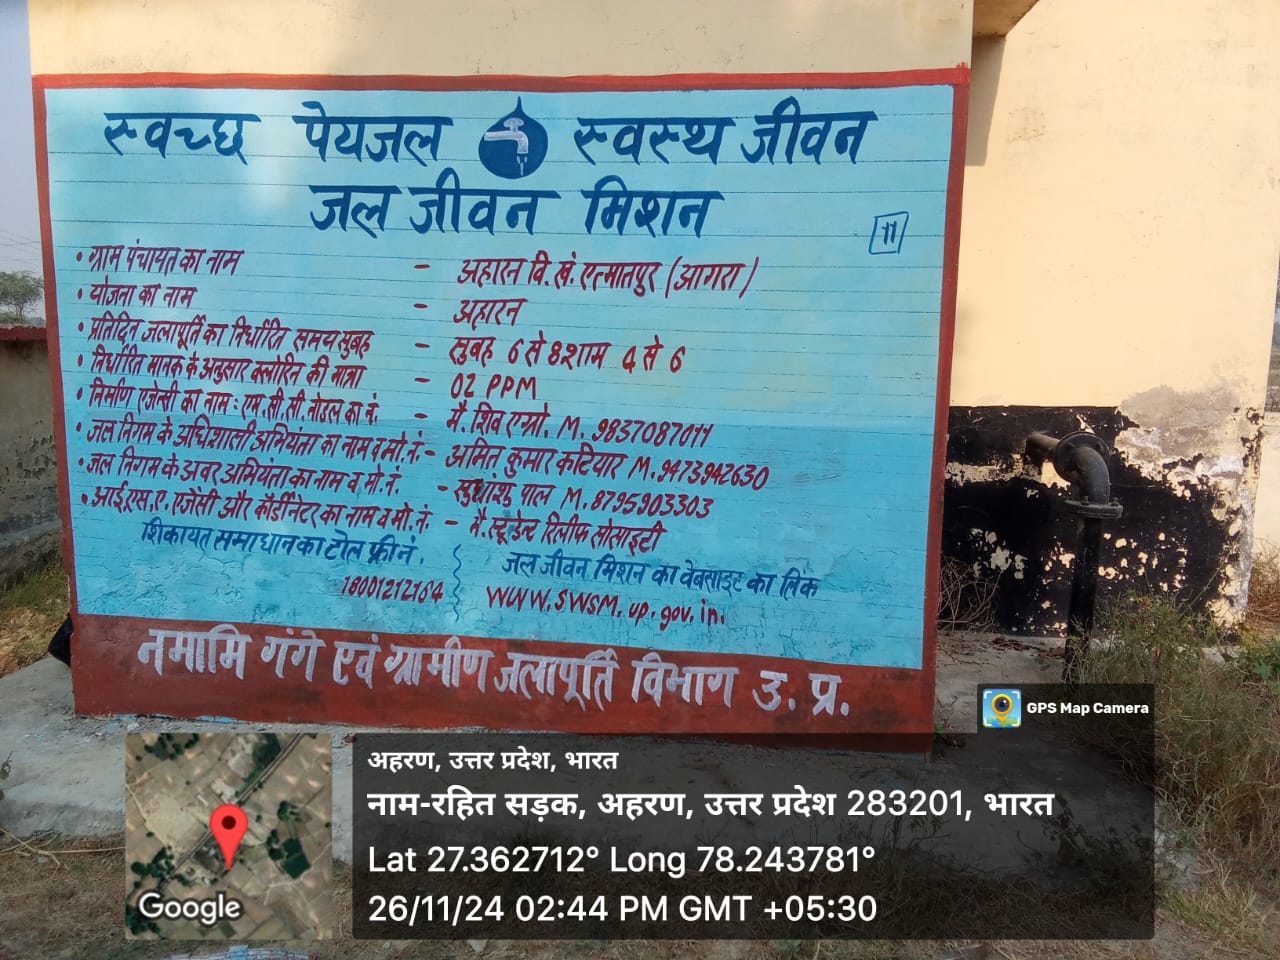 स्वच्छ पेयजल स्वस्थ जीवन
जल जीवन मिशन
11
• ग्राम पंचायत का नाम - अहारन वि. खं. एत्मातपुर (आगरा)
• योजना का नाम - अहारन
• प्रतिदिन जलापूर्ति का निर्धारित समय सुबह - सुबह 6 से 8 शाम 4 से 6
• निर्धारित मानक के अनुसार क्लोरिन की मात्रा - 02 PPM
• निर्माण एजेन्सी का नाम : एम. सी. सी. मोडल का नं. - मै. शिव एग्रो. M. 9837087011
• जल निगम के अधिशाली अभियंता का नाम व मो. नं. - अमित कुमार कटियार M. 9473942630
• जल निगम के अवर अभियंता का नाम व मो. नं. - सुधांशु पाल M. 8795903303
• आई. एस. ए. एजेंसी और कॉर्डीनेटर का नाम व मो. नं. - मै. स्टूडेन्ट रिलीफ सोसाइटी
शिकायत समाधान का टोल फ्री नं.
18001212164
जल जीवन मिशन का वेबसाइट का लिंक
WWW.SWSM.up.gov.in.
नमामि गंगे एवं ग्रामीण जलापूर्ति विभाग उ. प्र.
GPS Map Camera
अहरण, उत्तर प्रदेश, भारत
नाम-रहित सड़क, अहरण, उत्तर प्रदेश 283201, भारत
Lat 27.362712° Long 78.243781°
26/11/24 02:44 PM GMT +05:30
Google